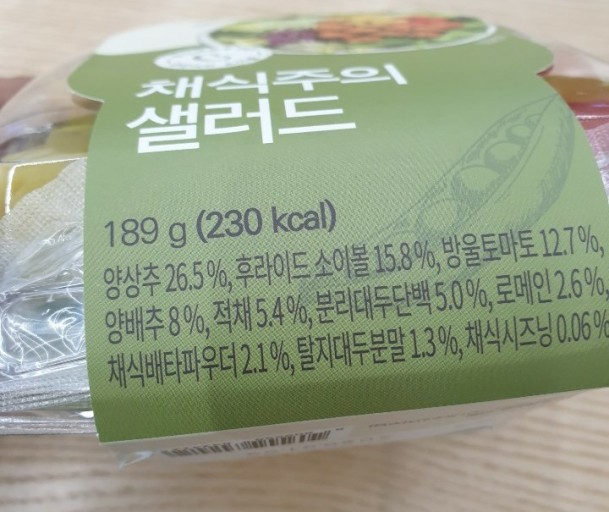 채식주의
샐러드
189 g (230 kcal)
양상추 26.5%, 후라이드 소이볼 15.8%, 방울토마토 12.7%,
양배추 8%, 적채 5.4%, 분리대두단백 5.0%, 로메인 2.6%,
채식배타파우더 2.1%, 탈지대두분말 1.3%, 채식시즈닝 0.06%